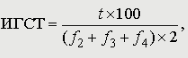 ИГСТ = t×100 / (f₂ + f₃ + f₄)×2,